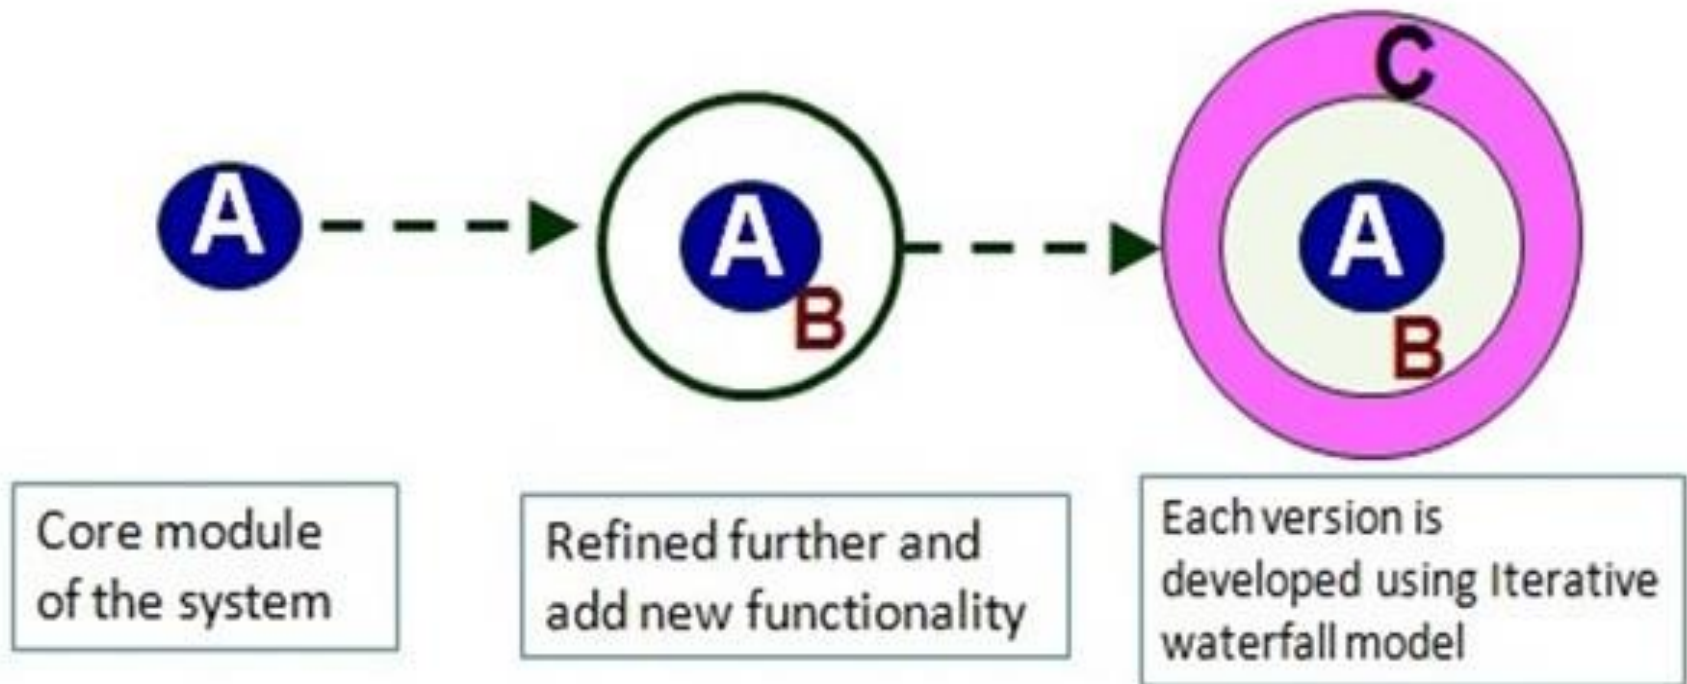 A
A
B
C
A
B
Core module
of the system
Refined further and
add new functionality
Each version is
developed using Iterative
waterfall model